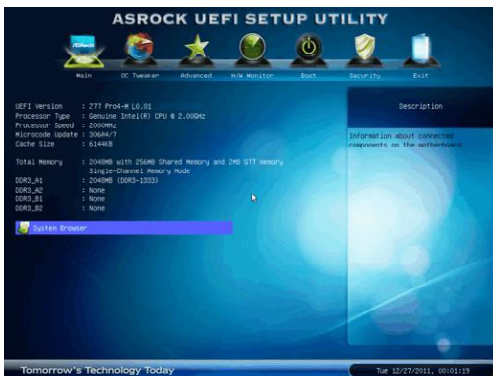 ASROCK UEFI SETUP UTILITY
ASRock
Main OC Tweaker Advanced H/W Monitor Boot Security Exit
UEFI Version : Z77 Pro4-M L0.01
Processor Type : Genuine Intel(R) CPU @ 2.00GHz
Processor Speed : 2000MHz
Microcode Update : 306A4/7
Cache Size : 6144KB
Total Memory : 2048MB with 256MB Shared Memory and 2MB GTT memory
Single-Channel Memory Mode
DDR3_A1 : 2048MB (DDR3-1333)
DDR3_A2 : None
DDR3_B1 : None
DDR3_B2 : None
System Browser
Description
Information about connected
components on the motherboard
Tomorrow's Technology Today
Tue 12/27/2011, 00:01:19